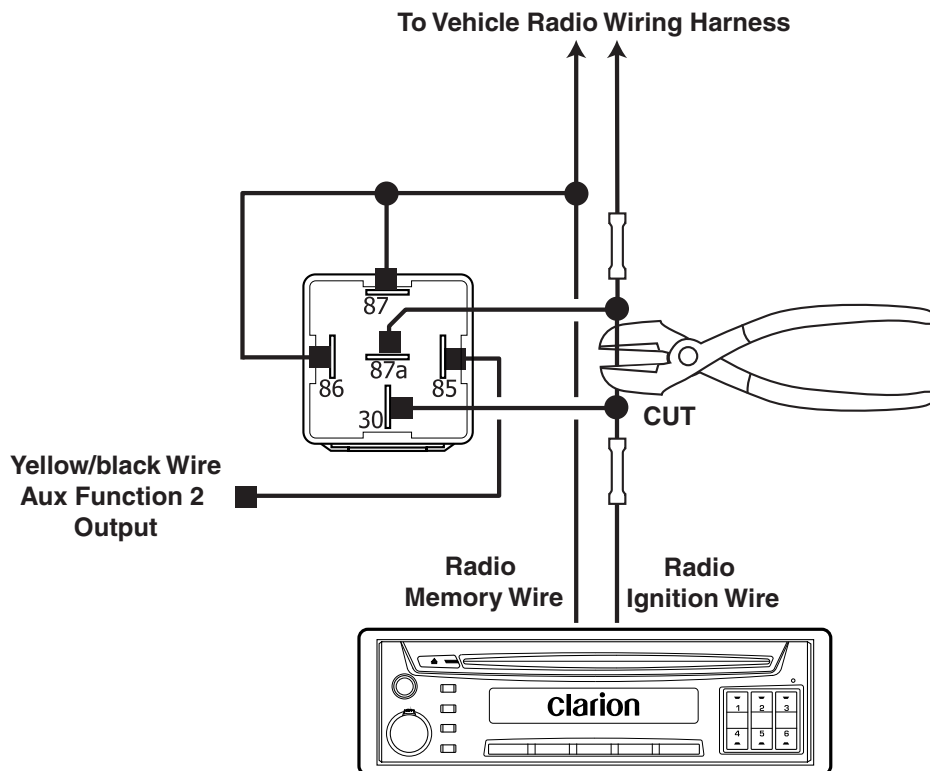 To Vehicle Radio Wiring Harness
87
86
87a
85
30
CUT
Yellow/black Wire
Aux Function 2
Output
Radio
Memory Wire
Radio
Ignition Wire
clarion
1 2 3
4 5 6